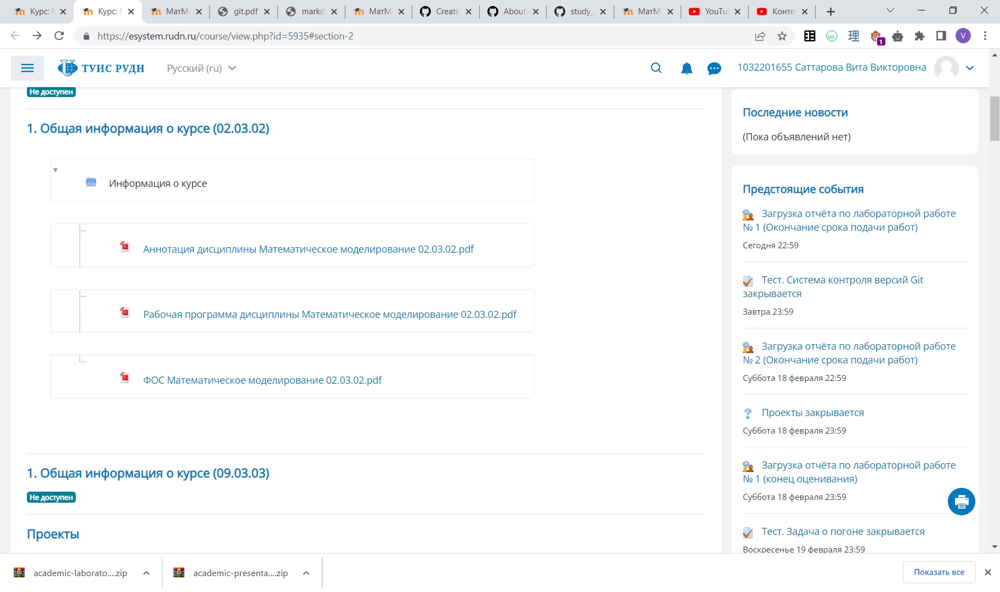 Курс: М
Курс: М
МатМо
git.pdf
markd
МатМо
Creatin
About
study_
МатМо
YouTu
Конте
https://esystem.rudn.ru/course/view.php?id=5935#section-2
1
V
ТУИС РУДН
Русский (ru)
1032201655 Саттарова Вита Викторовна
Не доступен
1. Общая информация о курсе (02.03.02)
Информация о курсе
Аннотация дисциплины Математическое моделирование 02.03.02.pdf
Рабочая программа дисциплины Математическое моделирование 02.03.02.pdf
ФОС Математическое моделирование 02.03.02.pdf
1. Общая информация о курсе (09.03.03)
Не доступен
Проекты
Последние новости
(Пока объявлений нет)
Предстоящие события
Загрузка отчёта по лабораторной работе
№ 1 (Окончание срока подачи работ)
Сегодня 22:59
Тест. Система контроля версий Git
закрывается
Завтра 23:59
Загрузка отчёта по лабораторной работе
№ 2 (Окончание срока подачи работ)
Суббота 18 февраля 22:59
Проекты закрывается
Суббота 18 февраля 23:59
Загрузка отчёта по лабораторной работе
№ 1 (конец оценивания)
Суббота 18 февраля 23:59
Тест. Задача о погоне закрывается
Воскресенье 19 февраля 23:59
academic-laborato....zip
academic-presenta....zip
Показать все